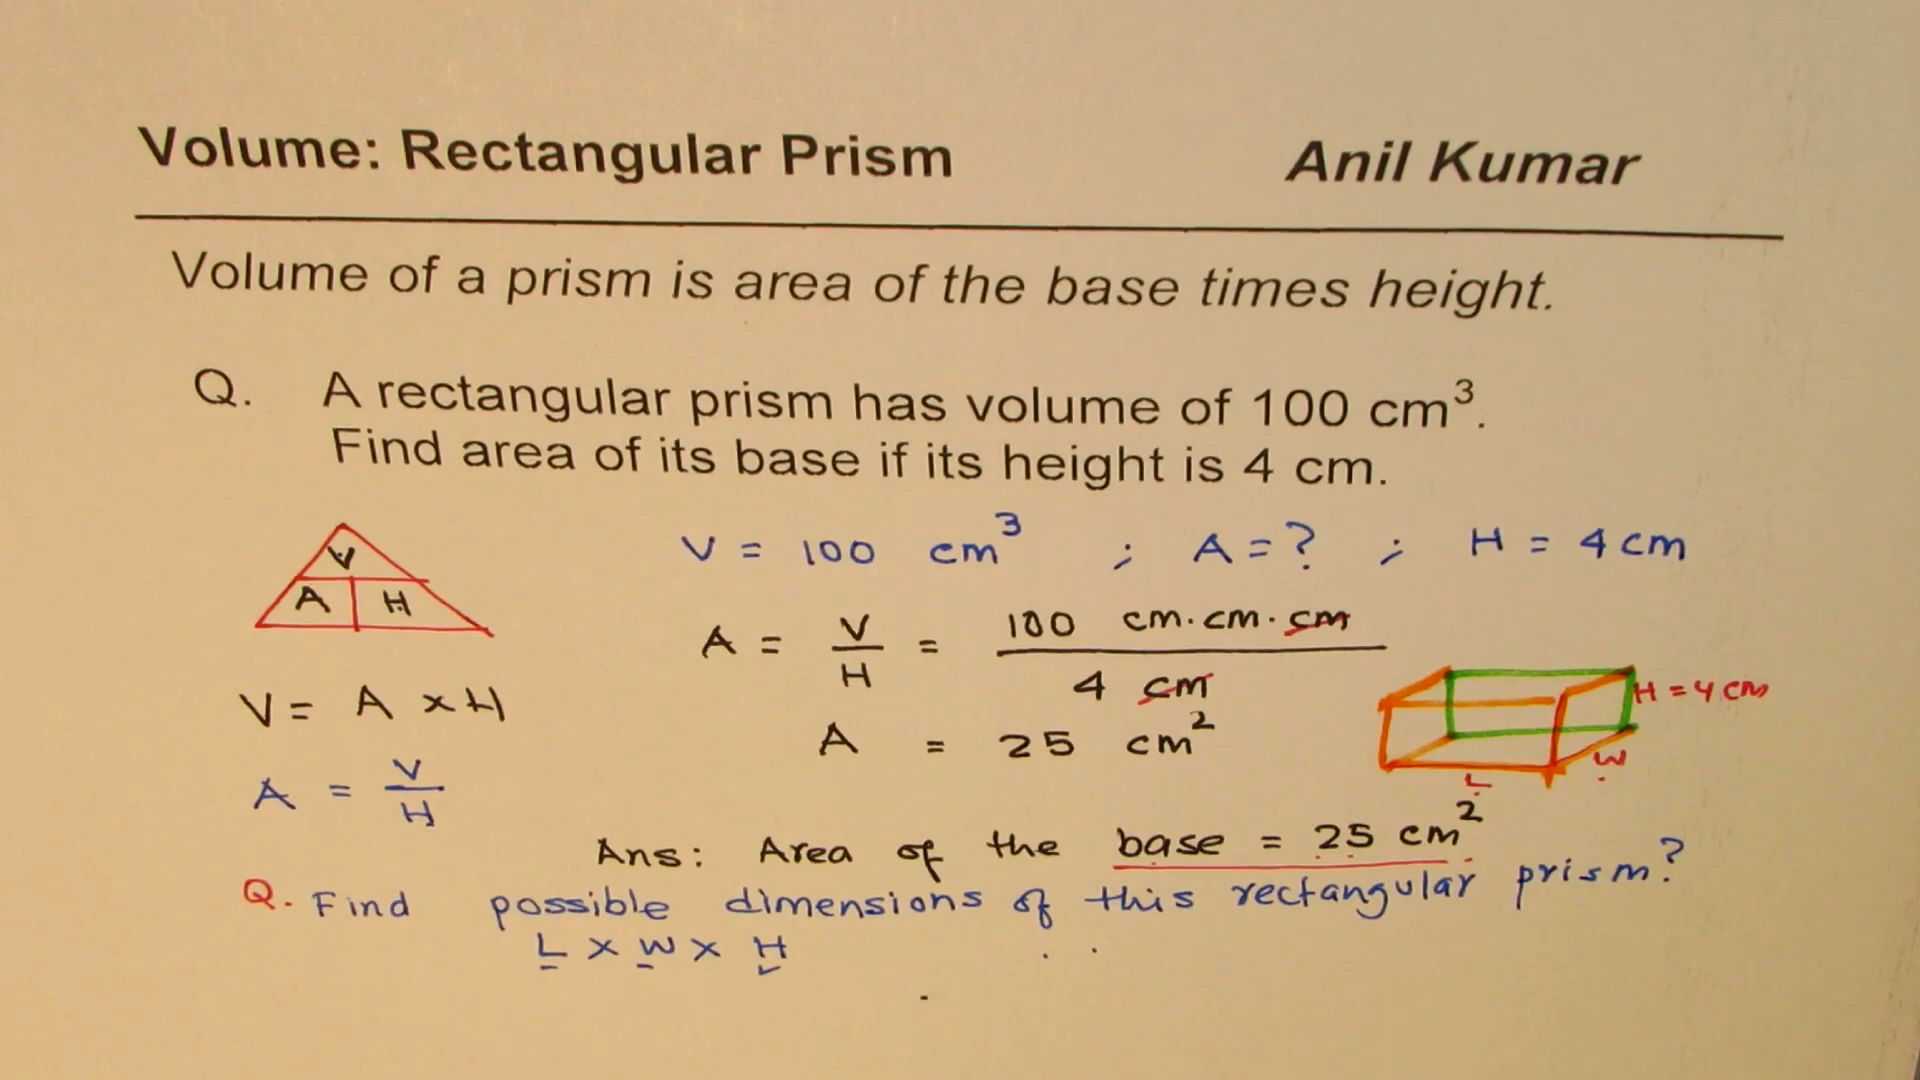 Volume: Rectangular Prism Anil Kumar
Volume of a prism is area of the base times height.
Q. A rectangular prism has volume of 100 cm³.
Find area of its base if its height is 4 cm.
V = 100 cm³ ; A = ? ; H = 4 cm
V
A H
A = V/H = 100 cm·cm·cm / 4 cm
H = 4 cm
V = A × H
A = 25 cm²
W
L
A = V/H
Ans: Area of the base = 25 cm²
Q. Find possible dimensions of this rectangular prism?
L × W × H